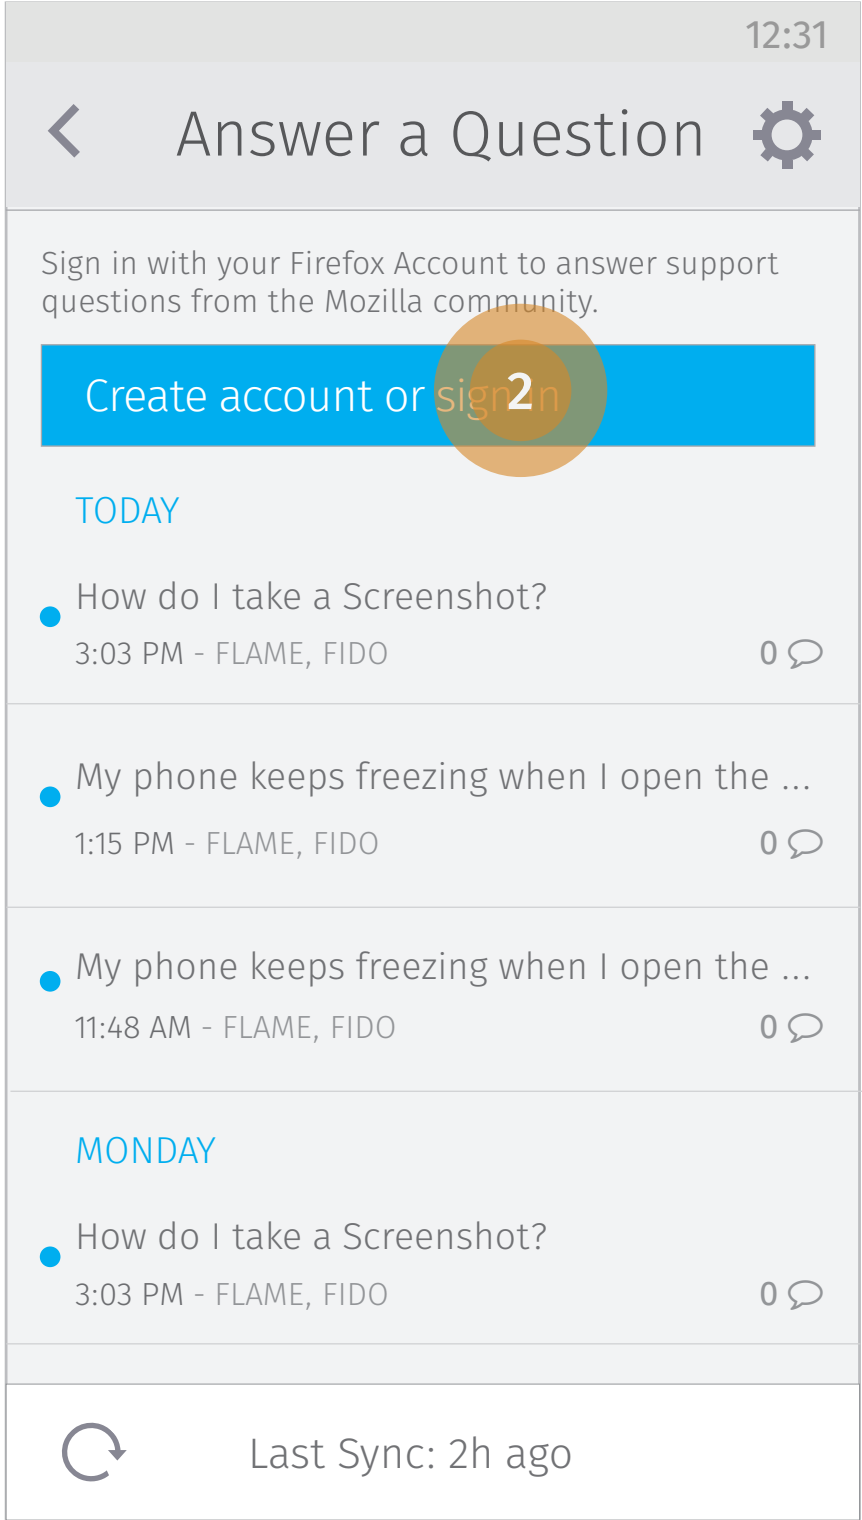 12:31
Answer a Question
Sign in with your Firefox Account to answer support
questions from the Mozilla community.
Create account or sign in
2
TODAY
How do I take a Screenshot?
3:03 PM - FLAME, FIDO 0
My phone keeps freezing when I open the ...
1:15 PM - FLAME, FIDO 0
My phone keeps freezing when I open the ...
11:48 AM - FLAME, FIDO 0
MONDAY
How do I take a Screenshot?
3:03 PM - FLAME, FIDO 0
Last Sync: 2h ago